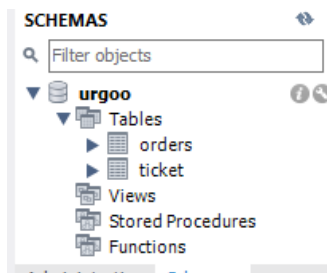 SCHEMAS
Filter objects
urgoo
Tables
orders
ticket
Views
Stored Procedures
Functions